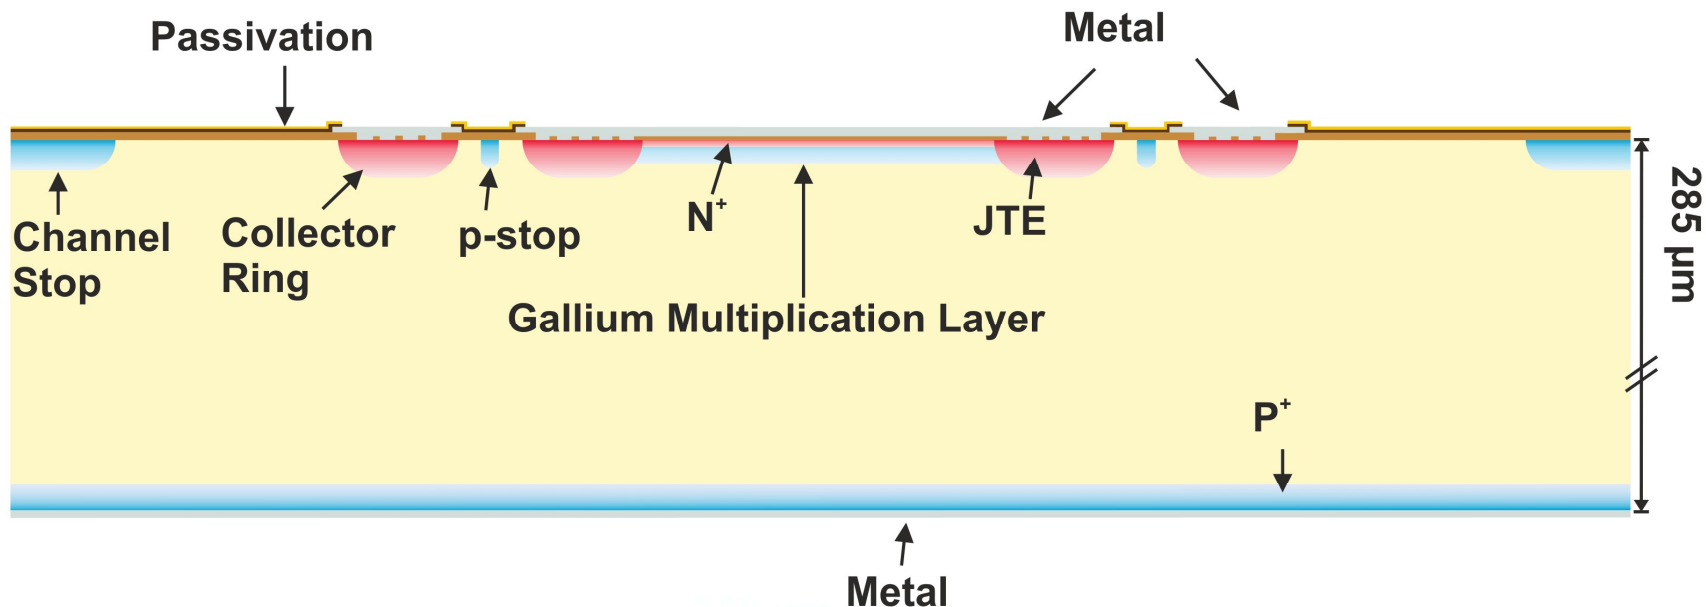 Passivation
Metal
Channel
Stop
Collector
Ring
p-stop
N⁺
JTE
Gallium Multiplication Layer
285 µm
P⁺
Metal